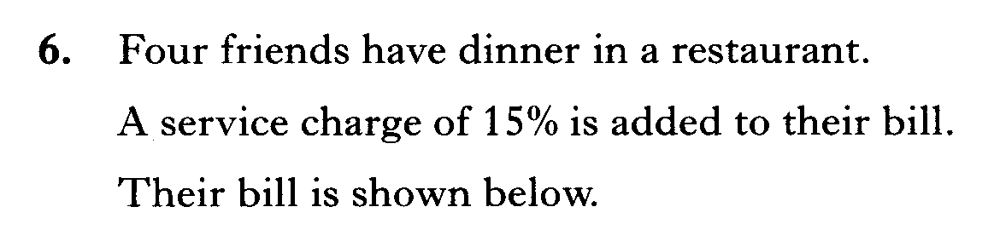 6. Four friends have dinner in a restaurant.
A service charge of 15% is added to their bill.
Their bill is shown below.